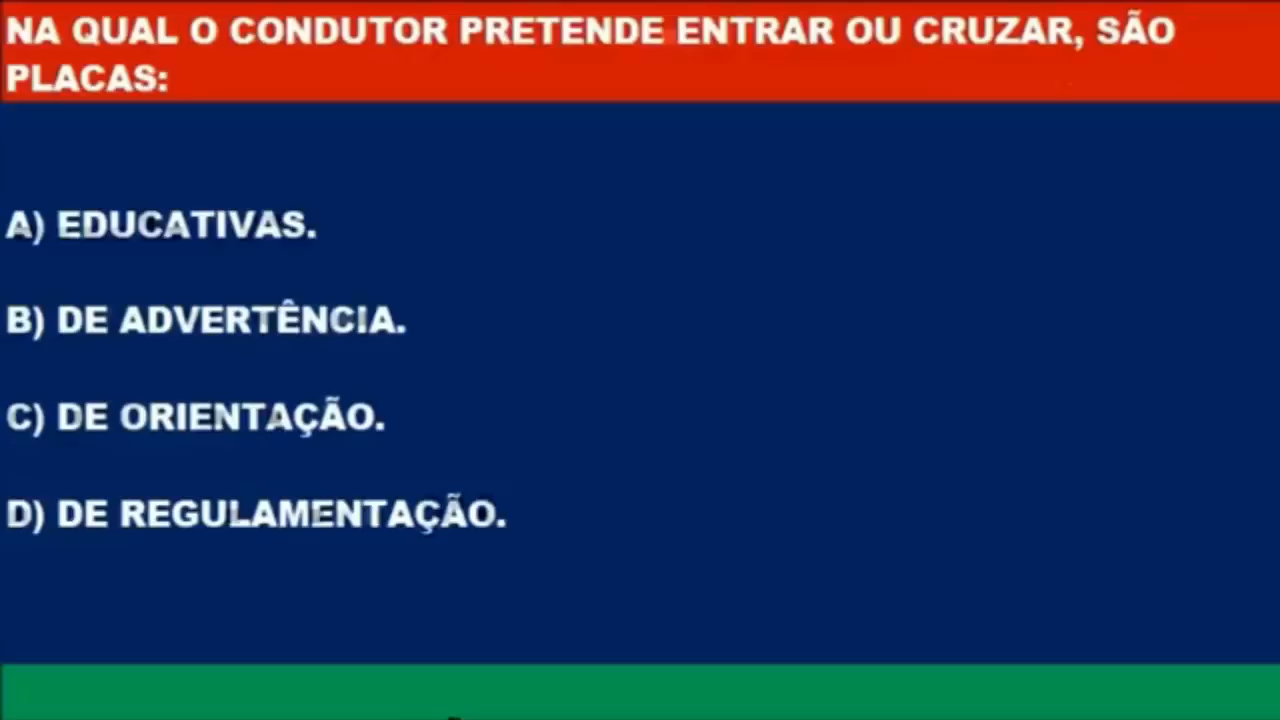 NA QUAL O CONDUTOR PRETENDE ENTRAR OU CRUZAR, SÃO
PLACAS:
A) EDUCATIVAS.
B) DE ADVERTÊNCIA.
C) DE ORIENTAÇÃO.
D) DE REGULAMENTAÇÃO.